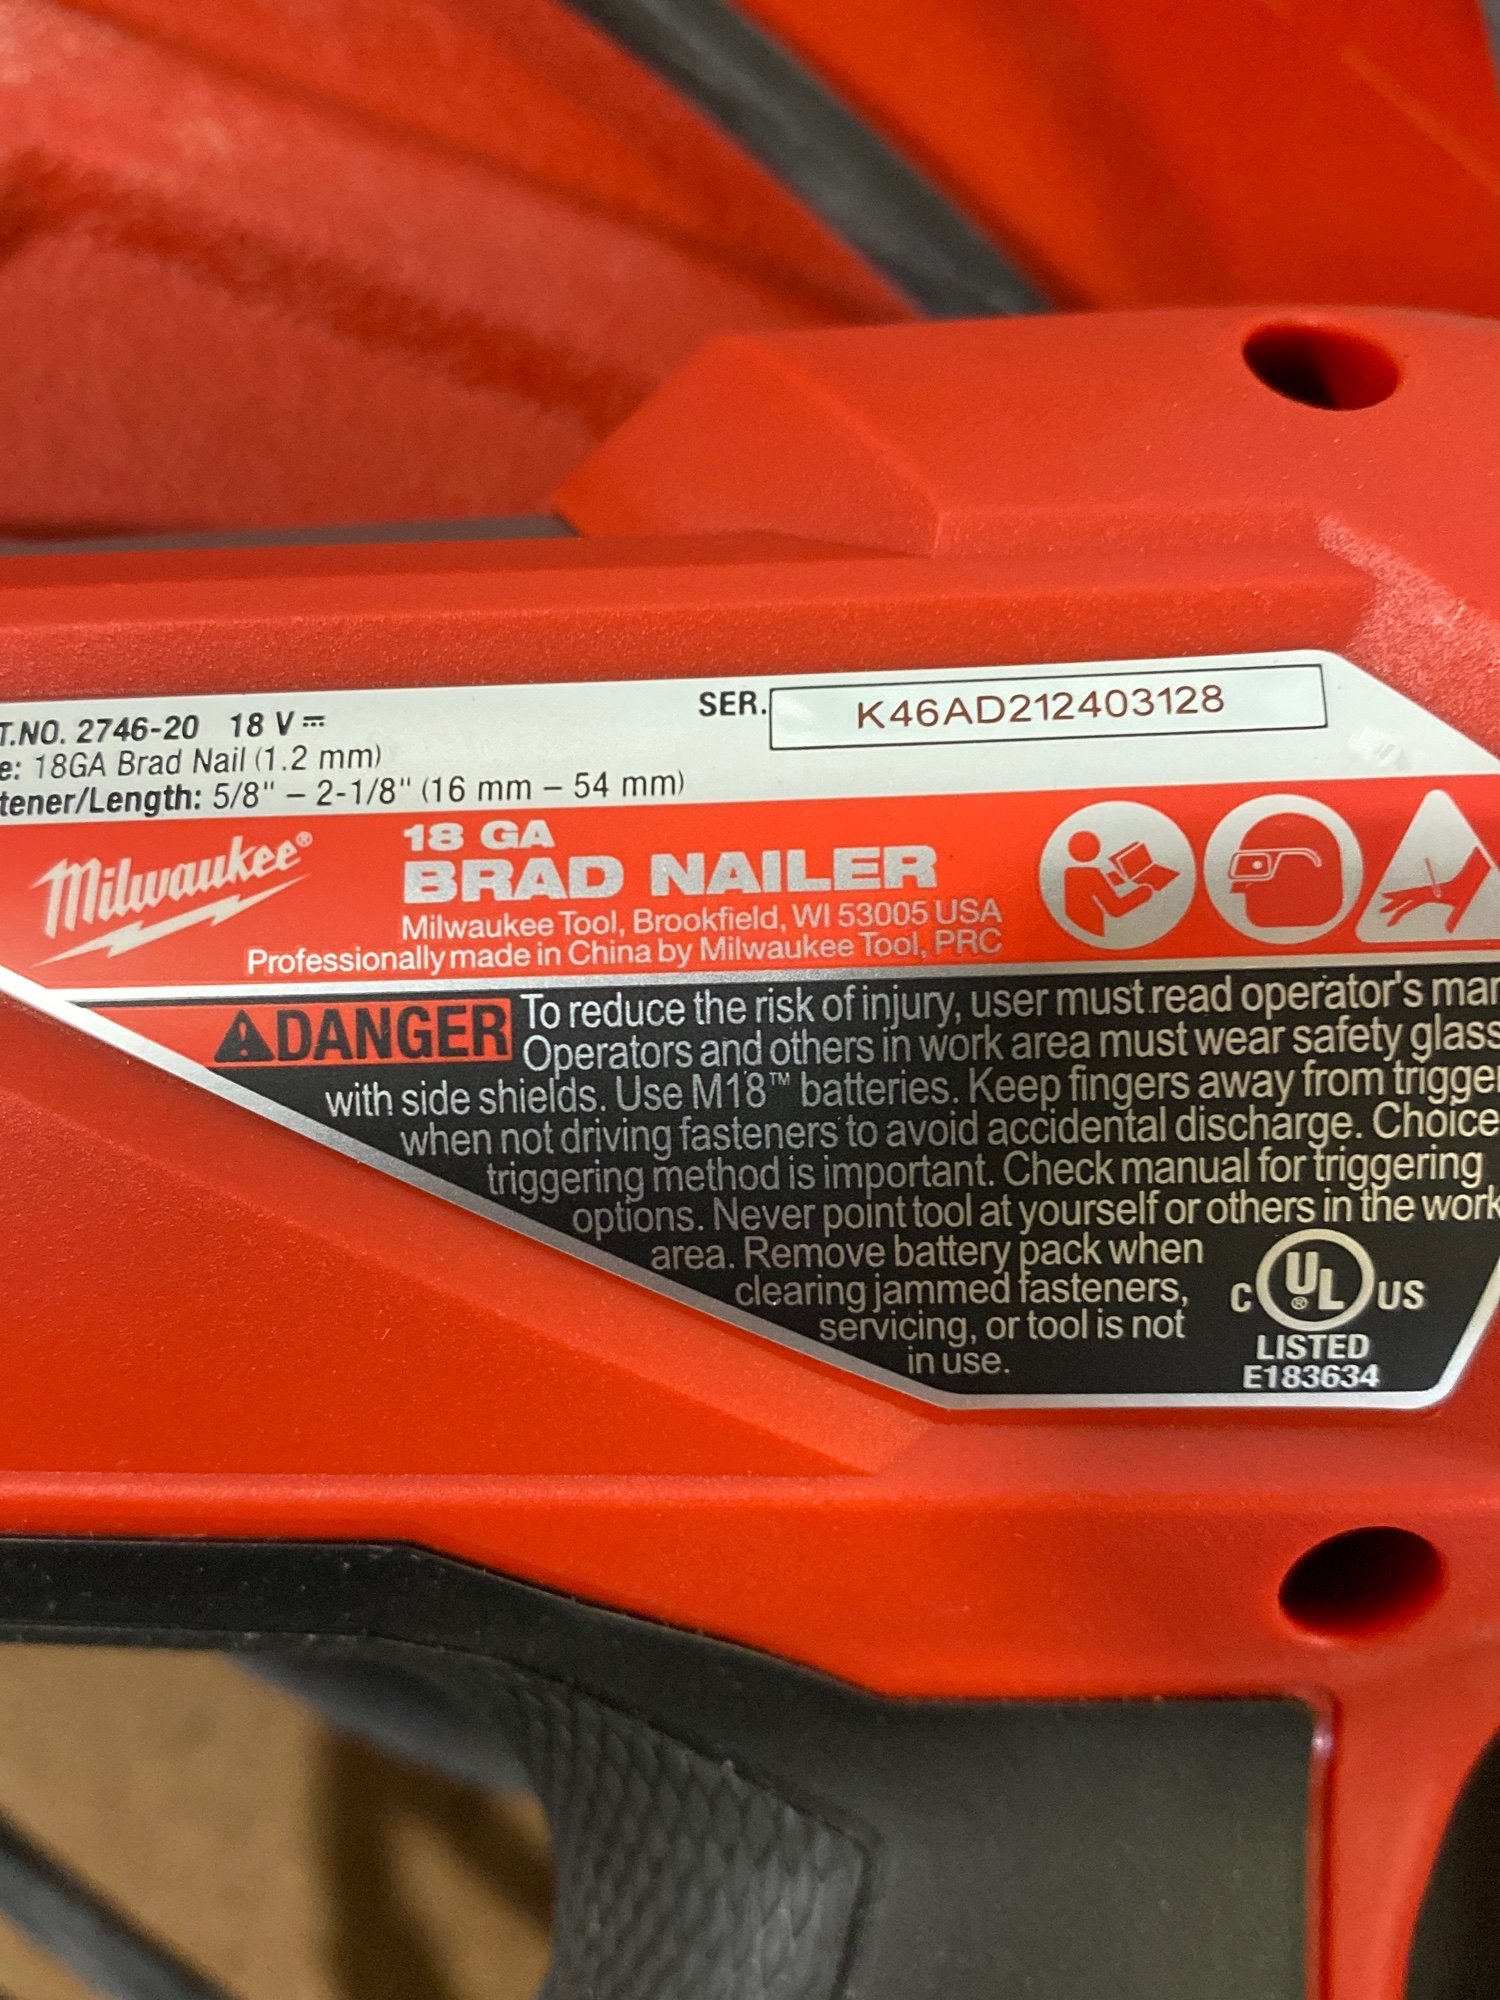 T.NO. 2746-20 18 V ⎓
SER. K46AD212403128
e: 18GA Brad Nail (1.2 mm)
tener/Length: 5/8" – 2-1/8" (16 mm – 54 mm)
Milwaukee®
18 GA
BRAD NAILER
Milwaukee Tool, Brookfield, WI 53005 USA
Professionally made in China by Milwaukee Tool, PRC
DANGER To reduce the risk of injury, user must read operator's man
Operators and others in work area must wear safety glass
with side shields. Use M18™ batteries. Keep fingers away from trigger
when not driving fasteners to avoid accidental discharge. Choice
triggering method is important. Check manual for triggering
options. Never point tool at yourself or others in the work
area. Remove battery pack when
clearing jammed fasteners,
servicing, or tool is not
in use.
C UL® US
LISTED
E183634